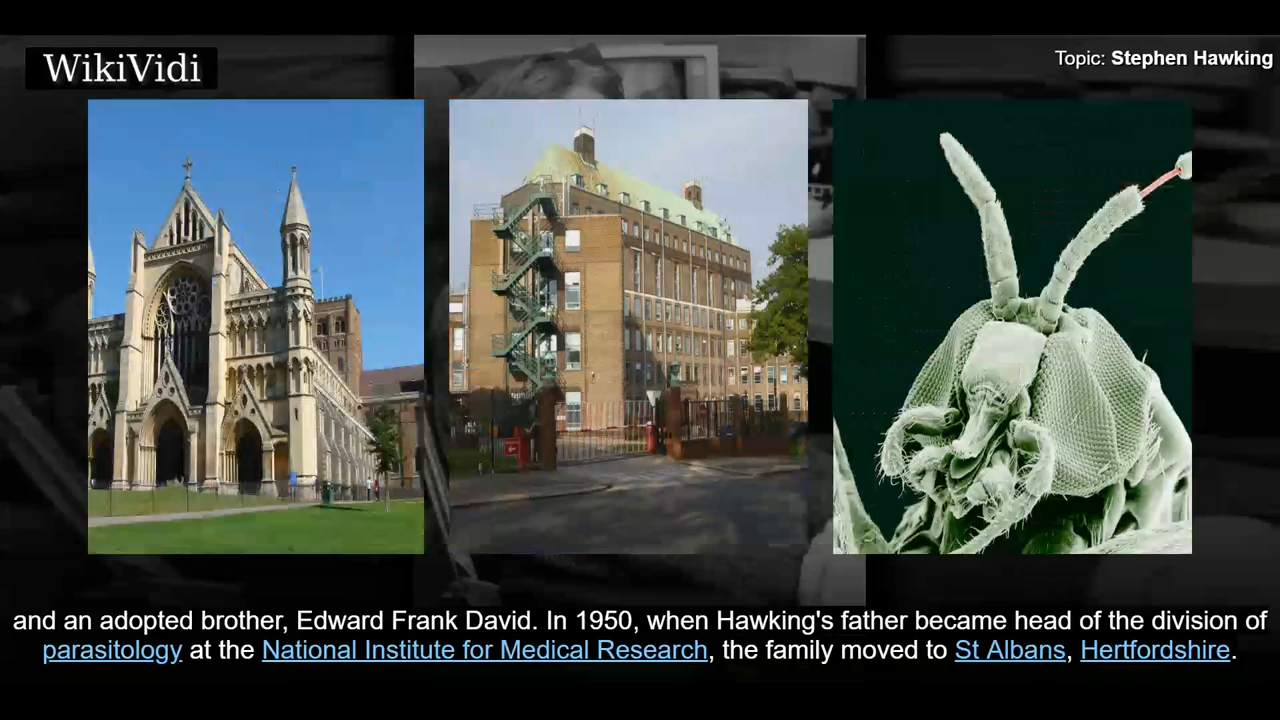 WikiVidi
Topic: Stephen Hawking
and an adopted brother, Edward Frank David. In 1950, when Hawking's father became head of the division of
parasitology at the National Institute for Medical Research, the family moved to St Albans, Hertfordshire.